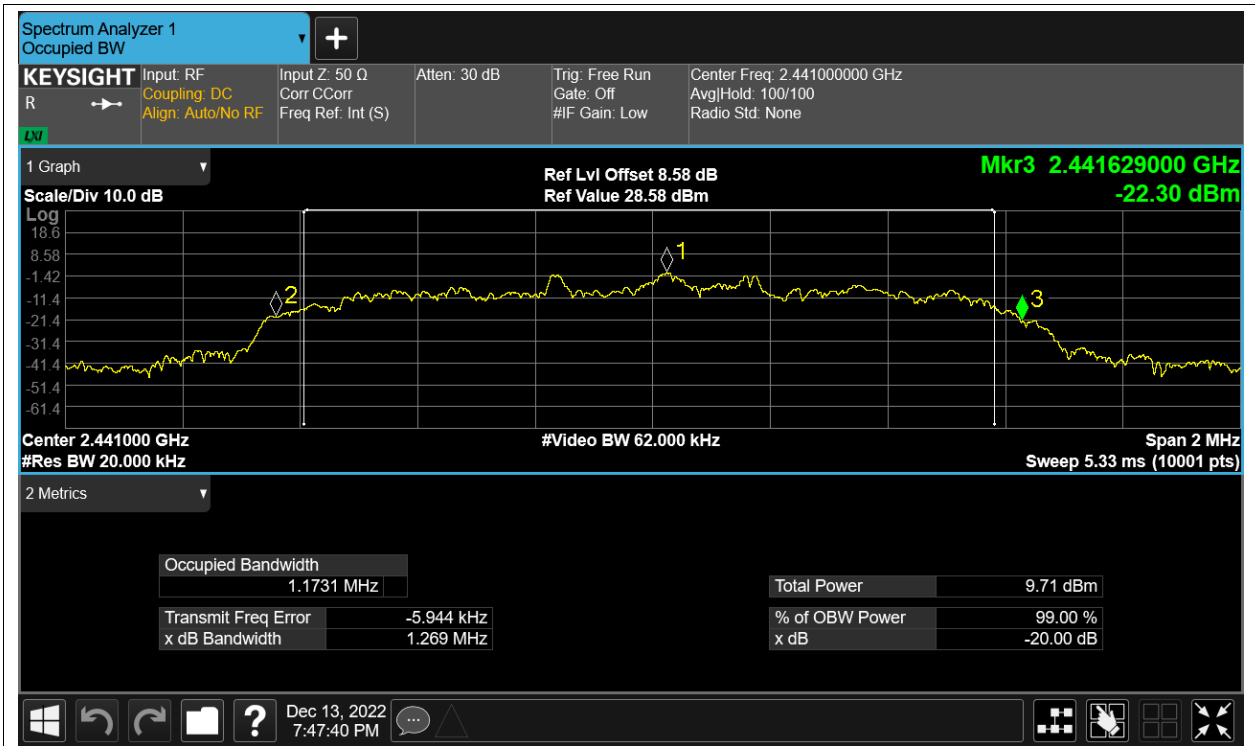 Spectrum Analyzer 1
Occupied BW
KEYSIGHT
R
LXI
Input: RF
Coupling: DC
Align: Auto/No RF
Input Z: 50 Ω
Corr CCorr
Freq Ref: Int (S)
Atten: 30 dB
Trig: Free Run
Gate: Off
#IF Gain: Low
Center Freq: 2.441000000 GHz
Avg|Hold: 100/100
Radio Std: None
1 Graph
Scale/Div 10.0 dB
Ref Lvl Offset 8.58 dB
Ref Value 28.58 dBm
Mkr3 2.441629000 GHz
-22.30 dBm
Log
18.6
8.58
-1.42
-11.4
-21.4
-31.4
-41.4
-51.4
-61.4
1
2
3
Center 2.441000 GHz
#Res BW 20.000 kHz
#Video BW 62.000 kHz
Span 2 MHz
Sweep 5.33 ms (10001 pts)
2 Metrics
Occupied Bandwidth
1.1731 MHz
Transmit Freq Error -5.944 kHz
x dB Bandwidth 1.269 MHz
Total Power 9.71 dBm
% of OBW Power 99.00 %
x dB -20.00 dB
?
Dec 13, 2022
7:47:40 PM